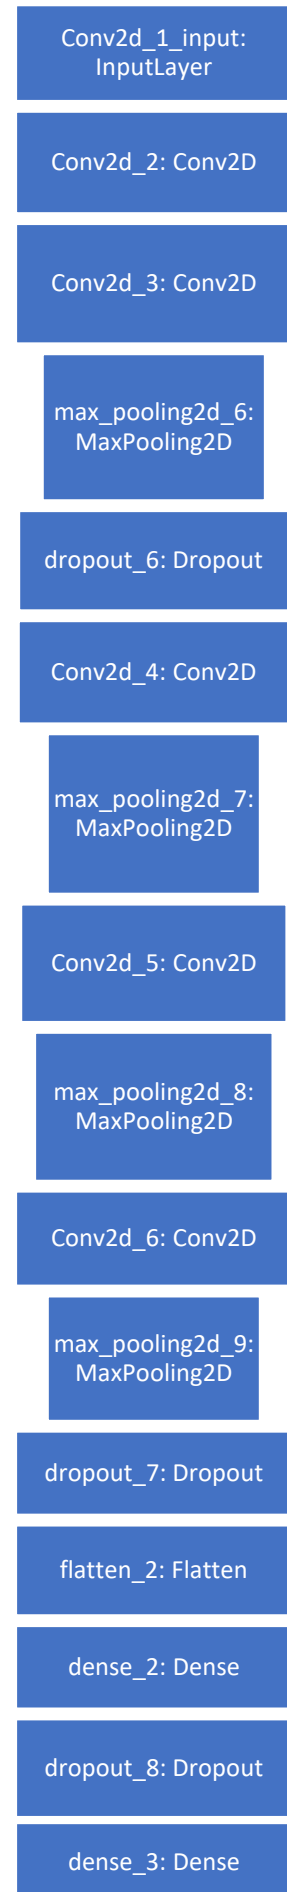 Conv2d_1_input:
InputLayer
Conv2d_2: Conv2D
Conv2d_3: Conv2D
max_pooling2d_6:
MaxPooling2D
dropout_6: Dropout
Conv2d_4: Conv2D
max_pooling2d_7:
MaxPooling2D
Conv2d_5: Conv2D
max_pooling2d_8:
MaxPooling2D
Conv2d_6: Conv2D
max_pooling2d_9:
MaxPooling2D
dropout_7: Dropout
flatten_2: Flatten
dense_2: Dense
dropout_8: Dropout
dense_3: Dense